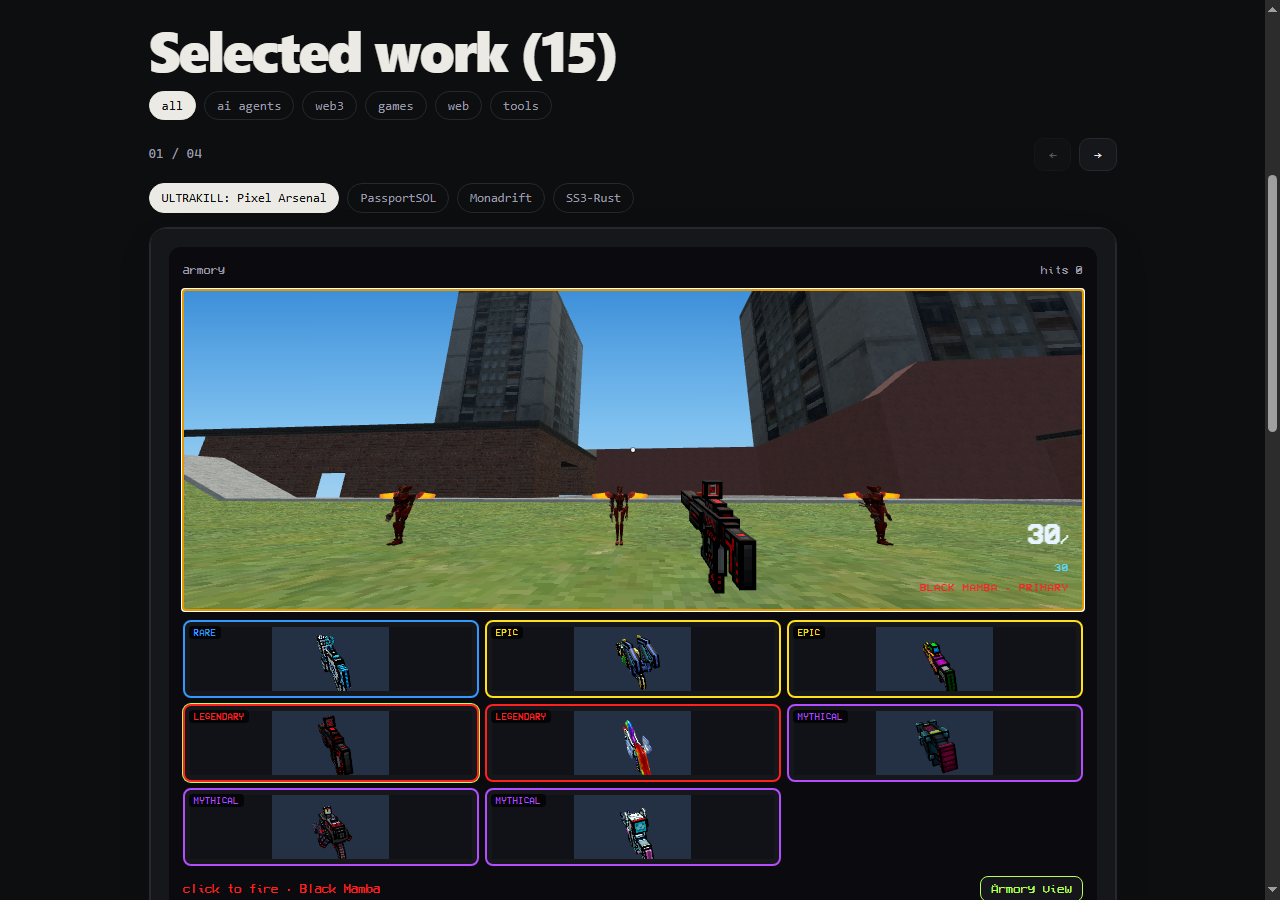 Selected work (15)
all ai agents web3 games web tools
01 / 04 ← →
ULTRAKILL: Pixel Arsenal PassportSOL Monadrift SS3-Rust
armory hits 0
30/
30
BLACK MAMBA · PRIMARY
RARE EPIC EPIC
LEGENDARY LEGENDARY MYTHICAL
MYTHICAL MYTHICAL
click to fire · Black Mamba Armory view